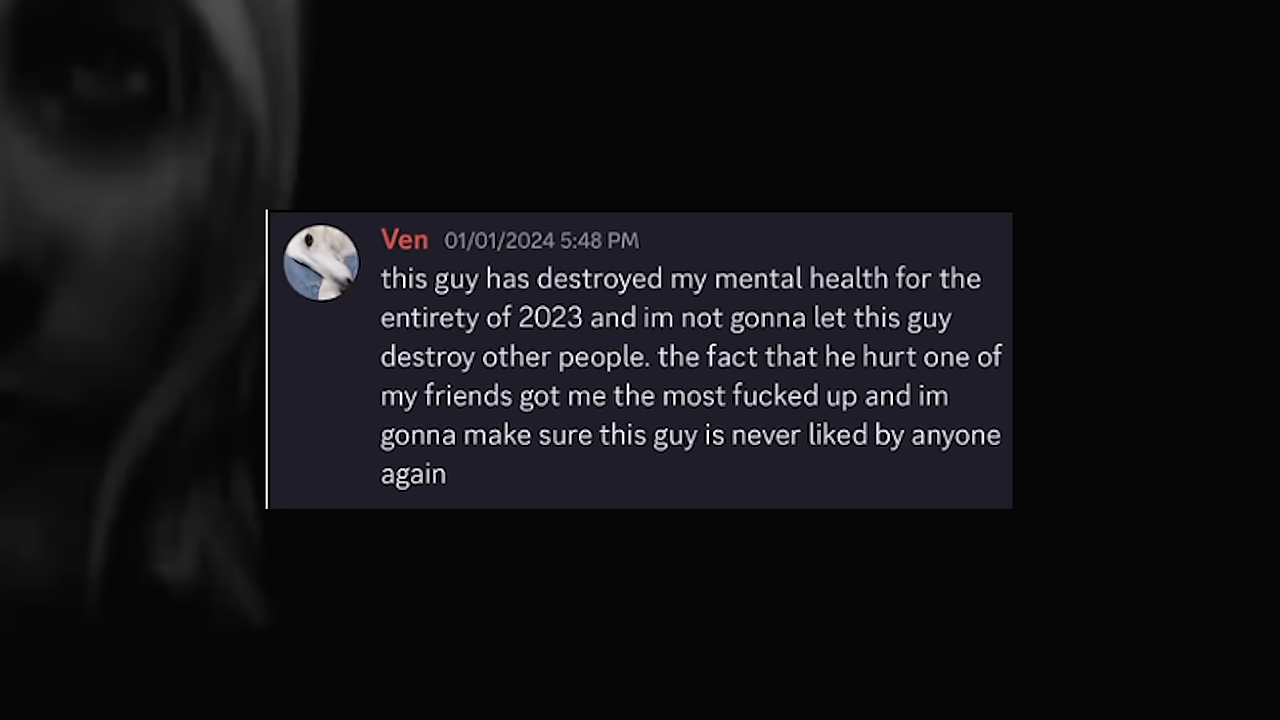 Ven 01/01/2024 5:48 PM
this guy has destroyed my mental health for the
entirety of 2023 and im not gonna let this guy
destroy other people. the fact that he hurt one of
my friends got me the most fucked up and im
gonna make sure this guy is never liked by anyone
again